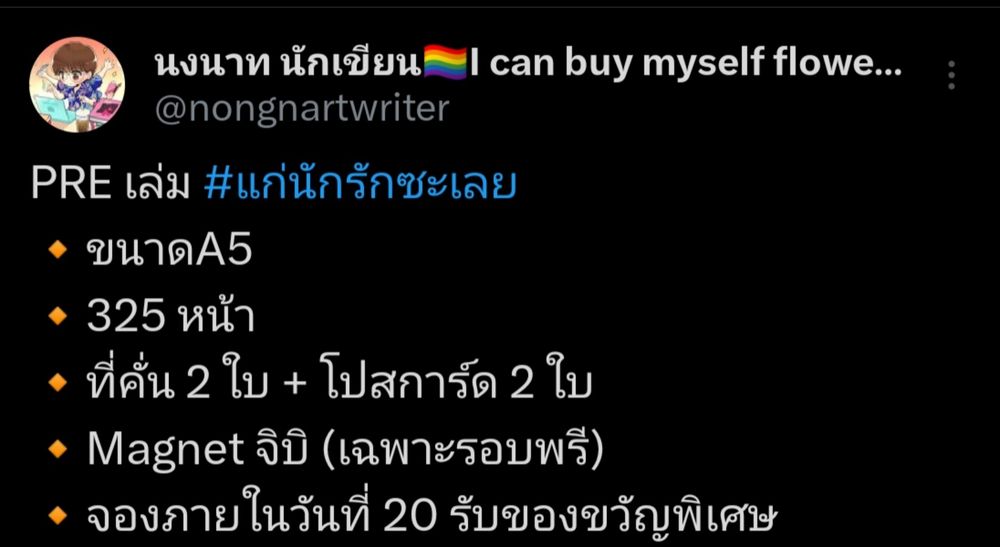 นงนาท นักเขียน🏳️‍🌈I can buy myself flowe...
@nongnartwriter
PRE เล่ม #แก่นักรักซะเลย
🔸 ขนาดA5
🔸 325 หน้า
🔸 ที่คั่น 2 ใบ + โปสการ์ด 2 ใบ
🔸 Magnet จิบิ (เฉพาะรอบพรี)
🔸 จองภายในวันที่ 20 รับของขวัญพิเศษ